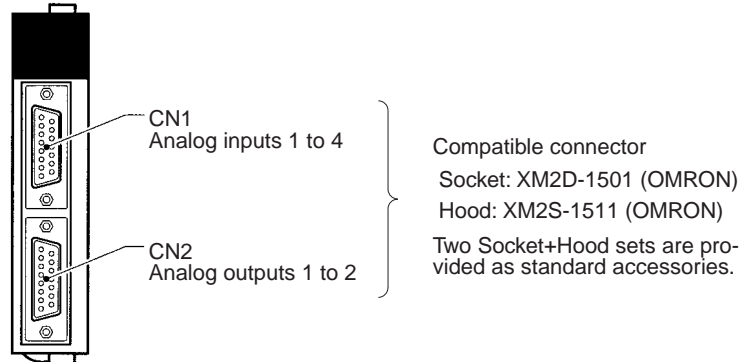 CN1
Analog inputs 1 to 4
CN2
Analog outputs 1 to 2
Compatible connector
Socket: XM2D-1501 (OMRON)
Hood: XM2S-1511 (OMRON)
Two Socket+Hood sets are pro-
vided as standard accessories.